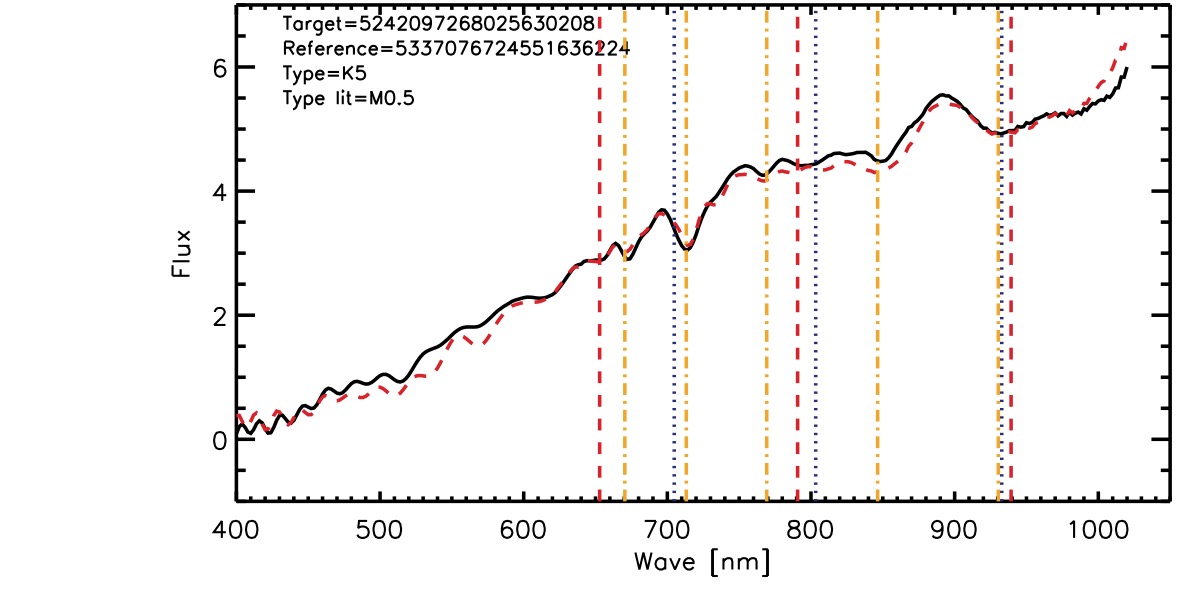 Target=5242097268025630208
Reference=5337076724551636224
Type=K5
Type lit=M0.5
6
4
2
0
Flux
400 500 600 700 800 900 1000
Wave [nm]